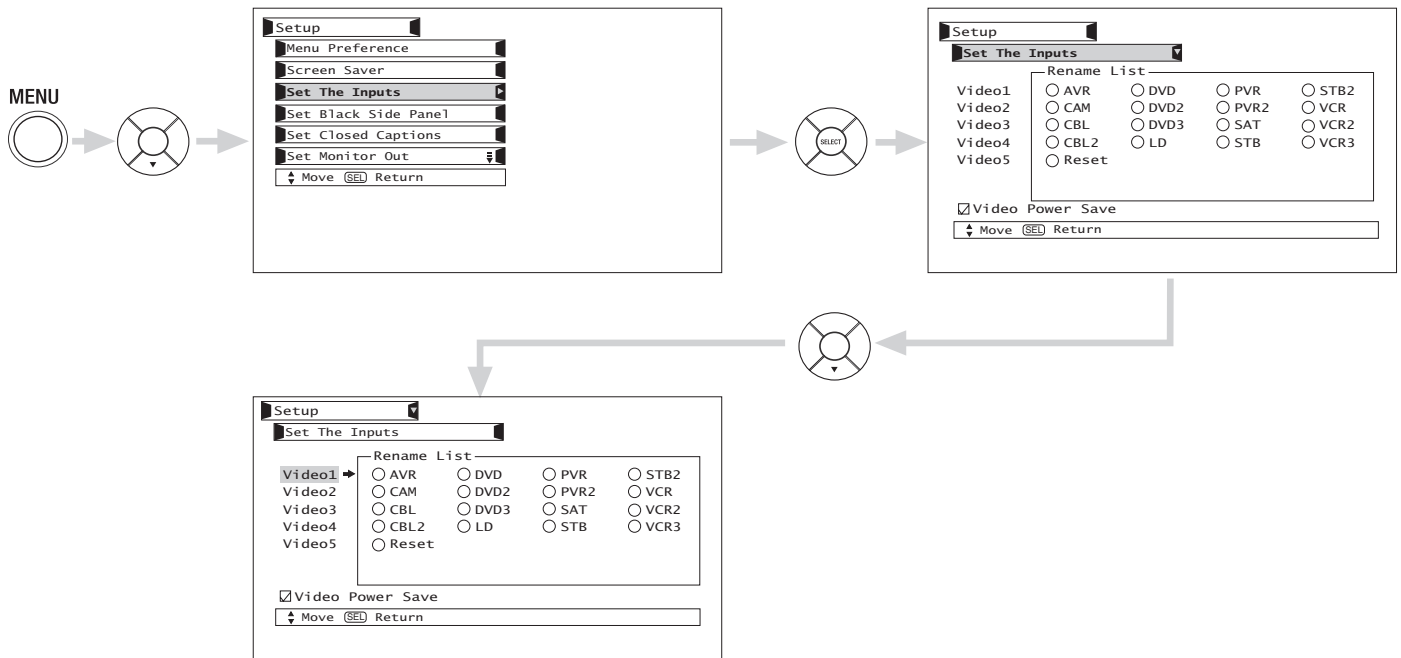 MENU
Setup
Menu Preference
Screen Saver
Set The Inputs
Set Black Side Panel
Set Closed Captions
Set Monitor Out
Move SEL Return
SELECT
Setup
Set The Inputs
Rename List
Video1 AVR DVD PVR STB2
Video2 CAM DVD2 PVR2 VCR
Video3 CBL DVD3 SAT VCR2
Video4 CBL2 LD STB VCR3
Video5 Reset
Video Power Save
Move SEL Return
Setup
Set The Inputs
Rename List
Video1 AVR DVD PVR STB2
Video2 CAM DVD2 PVR2 VCR
Video3 CBL DVD3 SAT VCR2
Video4 CBL2 LD STB VCR3
Video5 Reset
Video Power Save
Move SEL Return